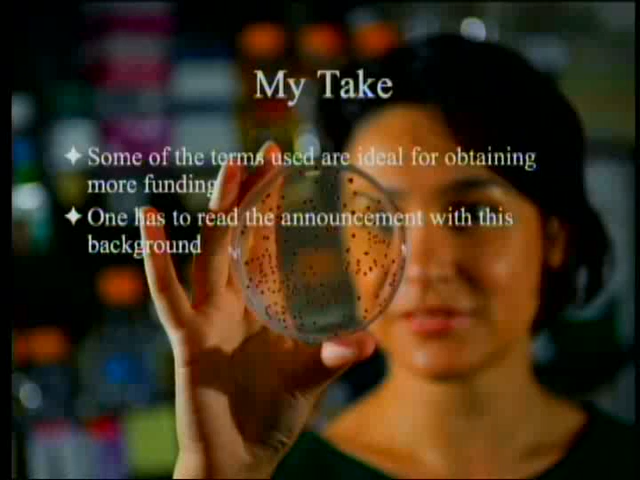 My Take
Some of the terms used are ideal for obtaining
more funding
One has to read the announcement with this
background